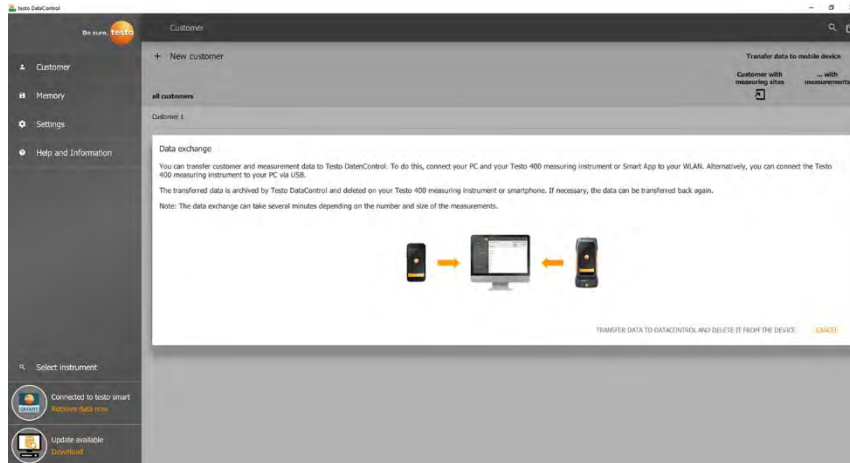 testo DataControl
Be sure. testo
Customer
+ New customer
Transfer data to mobile device
Customer with
measuring sites
... with
measurements
all customers
Customer 1
Customer
Memory
Settings
Help and Information
Data exchange
You can transfer customer and measurement data to Testo DatenControl. To do this, connect your PC and your Testo 400 measuring instrument or Smart App to your WLAN. Alternatively, you can connect the Testo
400 measuring instrument to your PC via USB.
The transferred data is archived by Testo DataControl and deleted on your Testo 400 measuring instrument or smartphone. If necessary, the data can be transferred back again.
Note: The data exchange can take several minutes depending on the number and size of the measurements.
TRANSFER DATA TO DATACONTROL AND DELETE IT FROM THE DEVICE
CANCEL
Select instrument
Connected to testo smart
Retrieve data now
SMART
Update available
Download